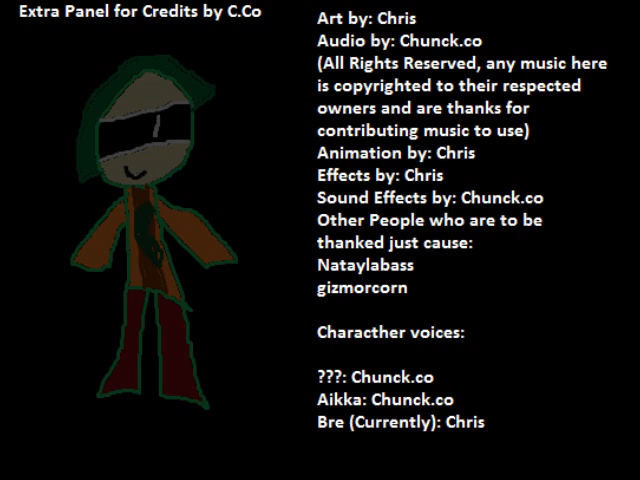 Extra Panel for Credits by C.Co
Art by: Chris
Audio by: Chunck.co
(All Rights Reserved, any music here
is copyrighted to their respected
owners and are thanks for
contributing music to use)
Animation by: Chris
Effects by: Chris
Sound Effects by: Chunck.co
Other People who are to be
thanked just cause:
Nataylabass
gizmorcorn
Characther voices:
???: Chunck.co
Aikka: Chunck.co
Bre (Currently): Chris